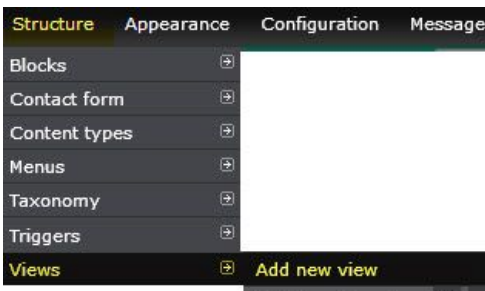 Structure Appearance Configuration Message
Blocks
Contact form
Content types
Menus
Taxonomy
Triggers
Views Add new view